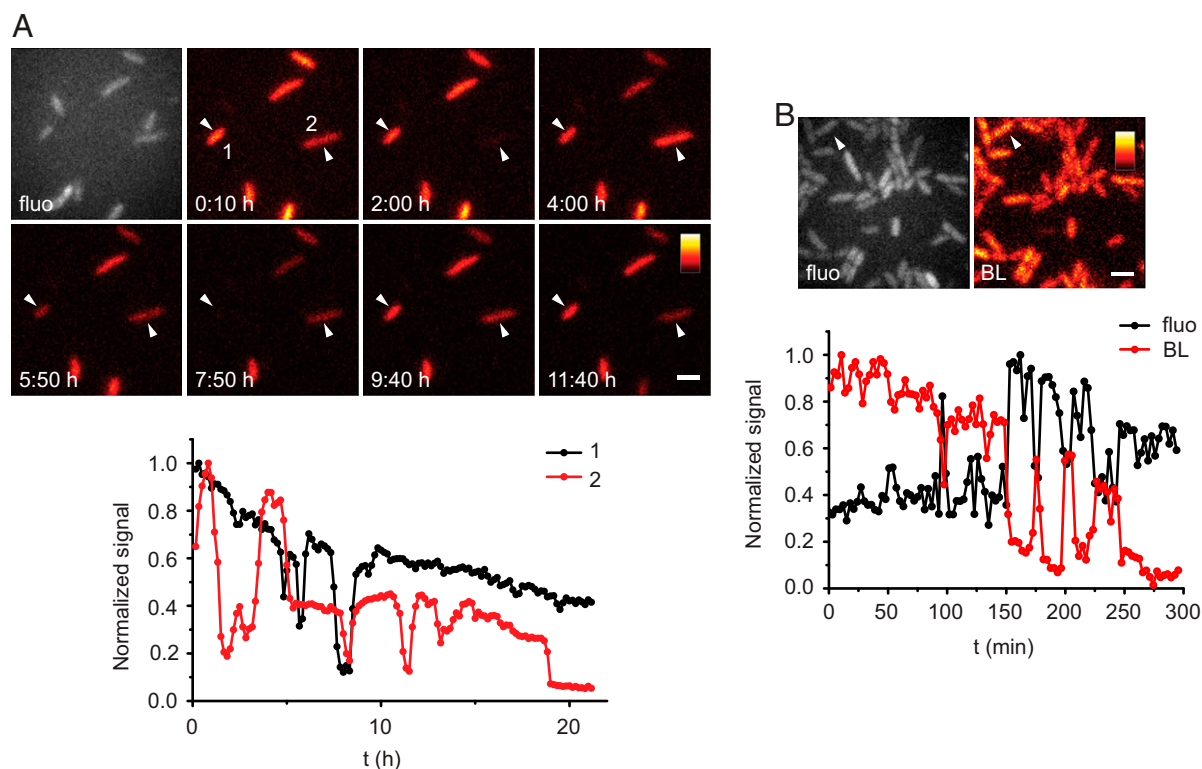 A
fluo
1
2
0:10 h
2:00 h
4:00 h
5:50 h
7:50 h
9:40 h
11:40 h
Normalized signal
1.0
0.8
0.6
0.4
0.2
0.0
1
2
0
10
20
t (h)
B
fluo
BL
fluo
BL
Normalized signal
1.0
0.8
0.6
0.4
0.2
0.0
0
50
100
150
200
250
300
t (min)